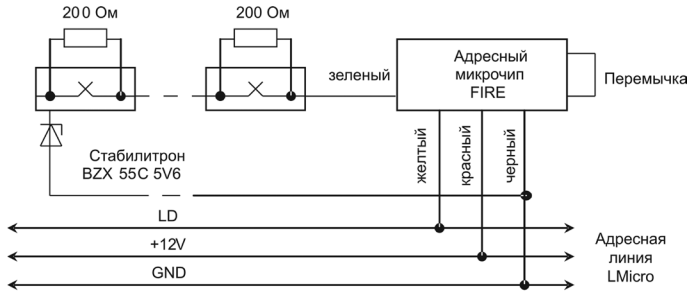 200 Ом
200 Ом
зеленый
Адресный
микрочип
FIRE
Перемычка
желтый
красный
черный
Стабилитрон
BZX 55C 5V6
LD
+12V
GND
Адресная
линия
LMicro